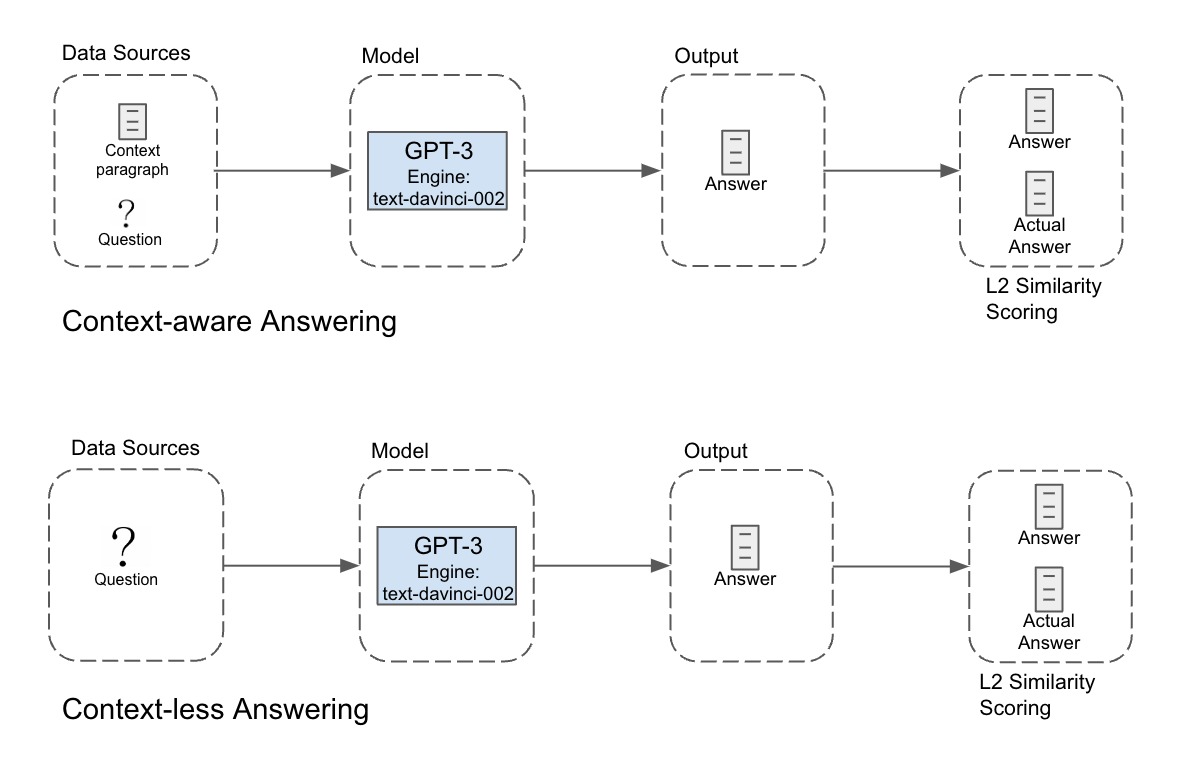 Data Sources
Model
Output
Context
paragraph
?
Question
GPT-3
Engine:
text-davinci-002
Answer
Answer
Actual
Answer
L2 Similarity
Scoring
Context-aware Answering
Data Sources
Model
Output
?
Question
GPT-3
Engine:
text-davinci-002
Answer
Answer
Actual
Answer
L2 Similarity
Scoring
Context-less Answering